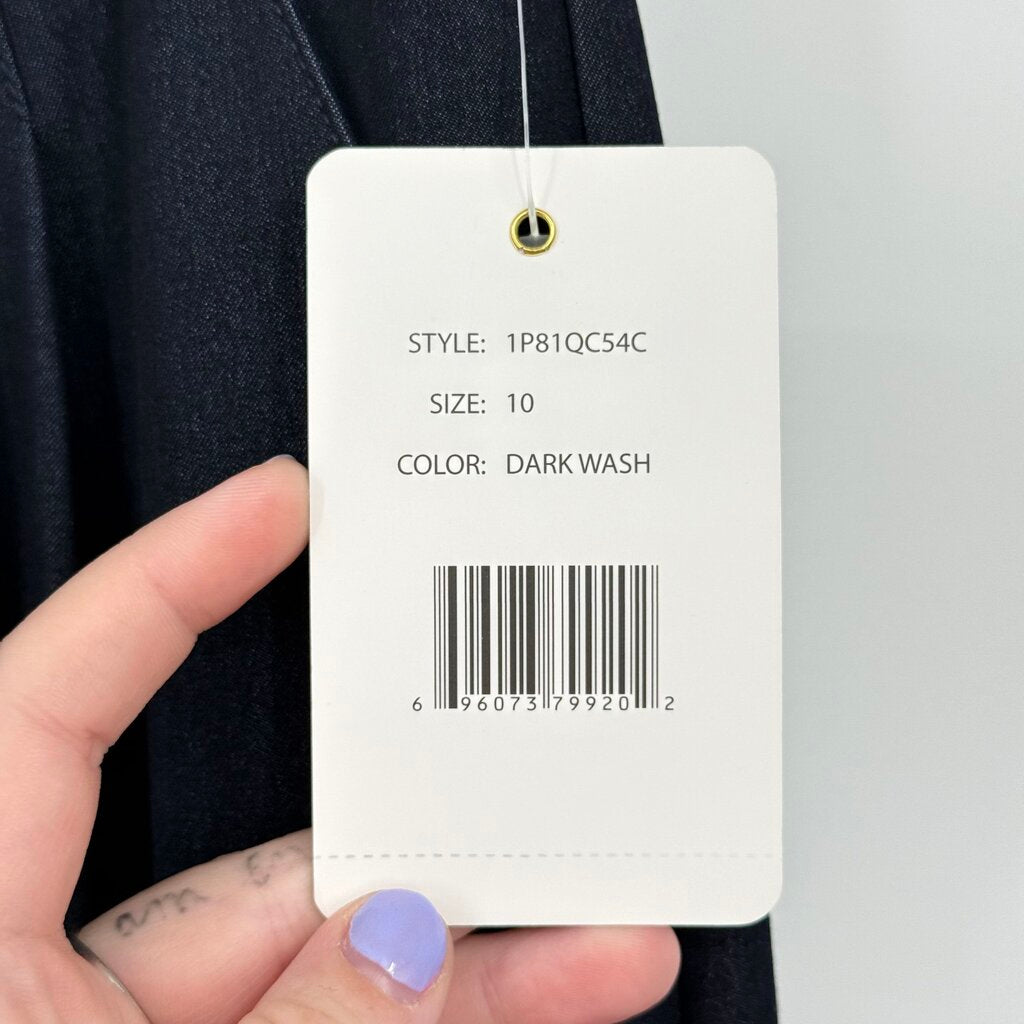 STYLE: 1P81QC54C
SIZE: 10
COLOR: DARK WASH
6 96073 79920 2